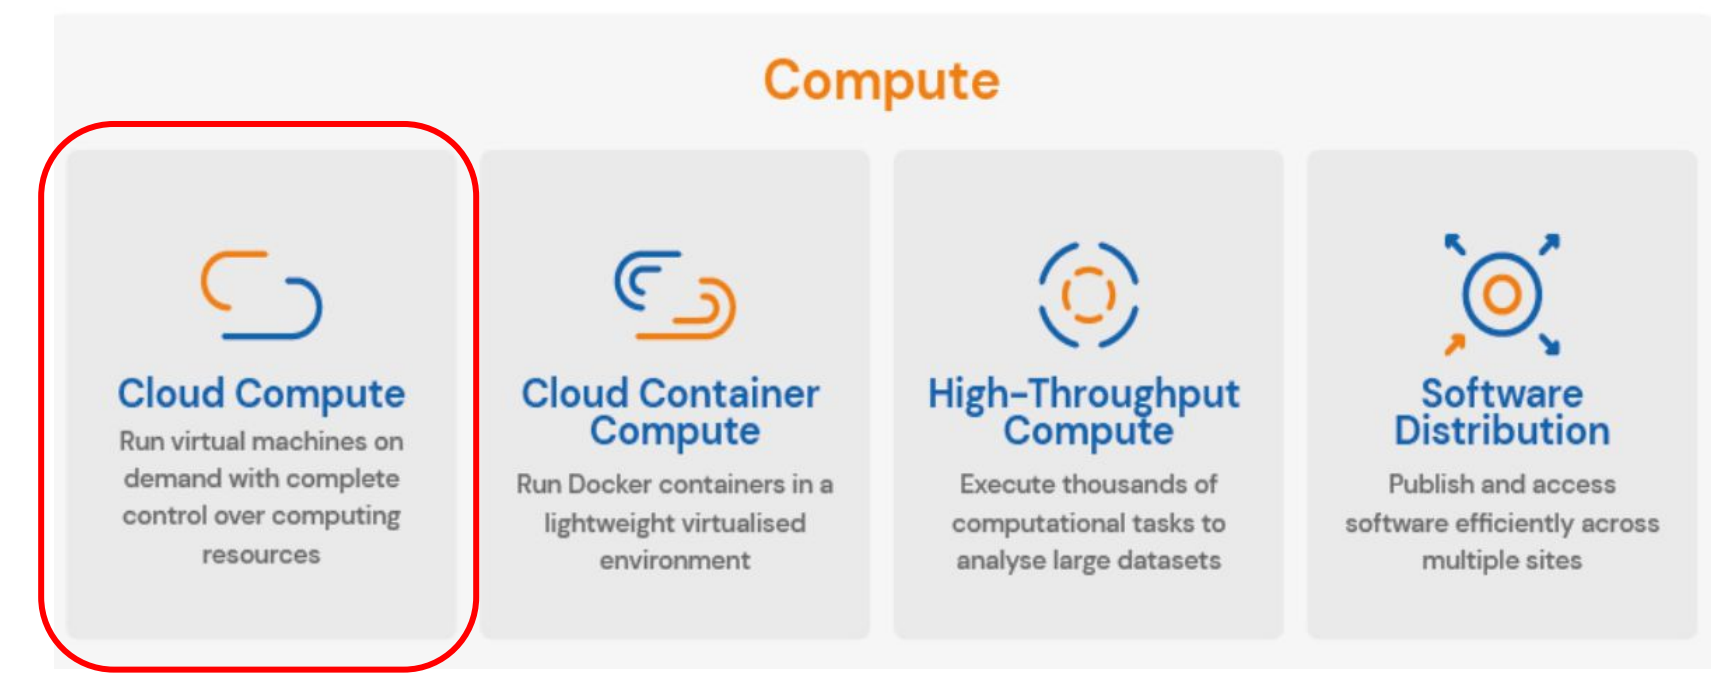 Compute
Cloud Compute
Run virtual machines on
demand with complete
control over computing
resources
Cloud Container
Compute
Run Docker containers in a
lightweight virtualised
environment
High-Throughput
Compute
Execute thousands of
computational tasks to
analyse large datasets
Software
Distribution
Publish and access
software efficiently across
multiple sites